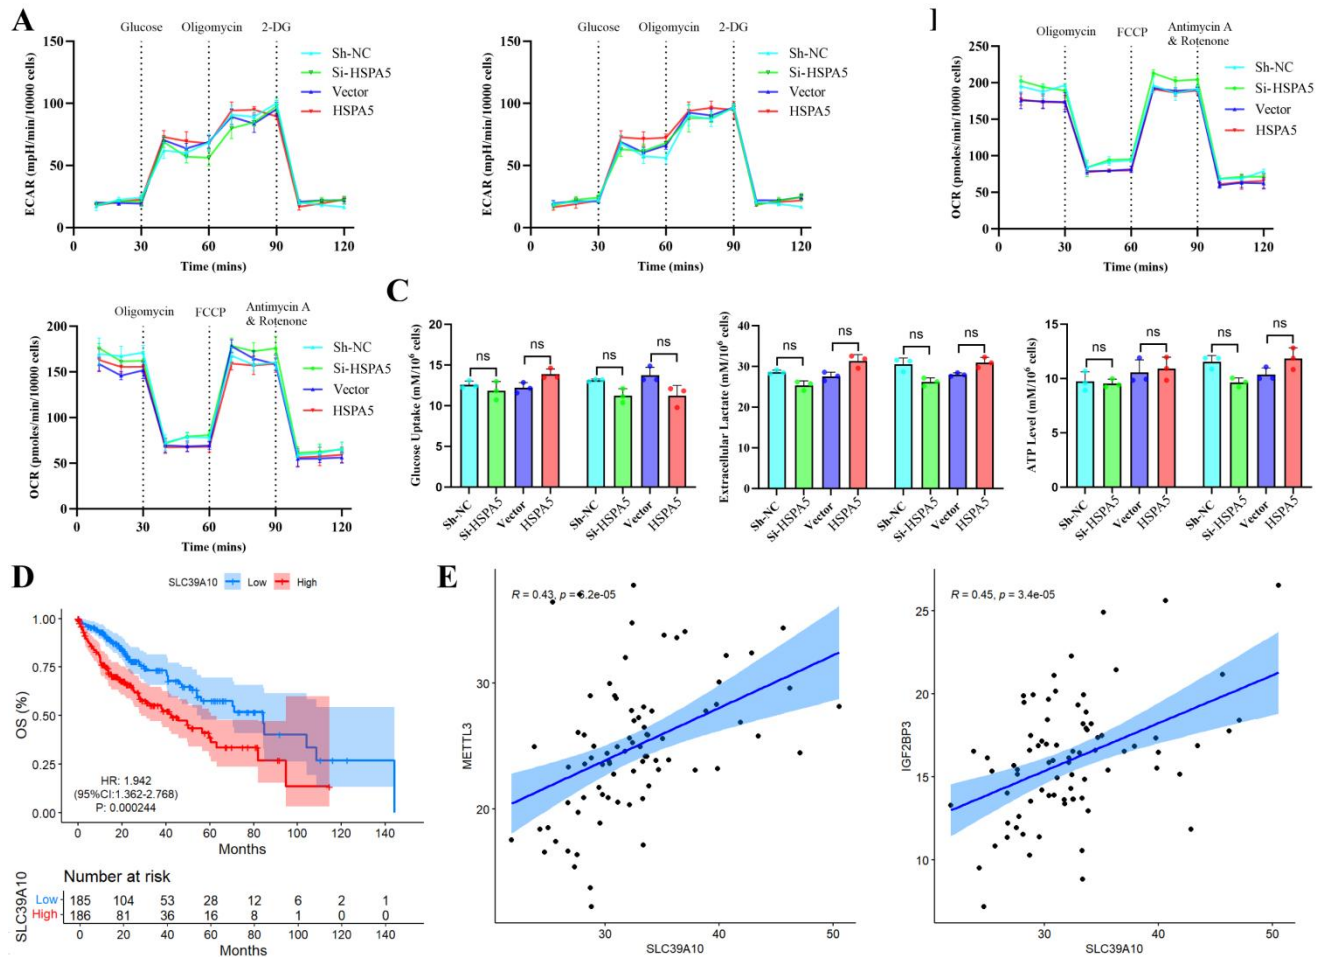 A
Glucose Oligomycin 2-DG
150
100
50
0
ECAR (mpH/min/10000 cells)
0 30 60 90 120
Time (mins)
Sh-NC
Si-HSPA5
Vector
HSPA5
Glucose Oligomycin 2-DG
150
100
50
0
ECAR (mpH/min/10000 cells)
0 30 60 90 120
Time (mins)
Sh-NC
Si-HSPA5
Vector
HSPA5
Oligomycin FCCP Antimycin A
& Rotenone
250
200
150
100
50
0
OCR (pmoles/min/10000 cells)
0 30 60 90 120
Time (mins)
Sh-NC
Si-HSPA5
Vector
HSPA5
Oligomycin FCCP Antimycin A
& Rotenone
200
150
100
50
0
OCR (pmoles/min/10000 cells)
0 30 60 90 120
Time (mins)
Sh-NC
Si-HSPA5
Vector
HSPA5
C
20
15
10
5
0
Glucose Uptake (mM/10⁶ cells)
ns ns ns ns
Sh-NC Si-HSPA5 Vector HSPA5 Sh-NC Si-HSPA5 Vector HSPA5
40
30
20
10
0
Extracellular Lactate (mM/10⁶ cells)
ns ns ns ns
Sh-NC Si-HSPA5 Vector HSPA5 Sh-NC Si-HSPA5 Vector HSPA5
15
10
5
0
ATP Level (mM/10⁶ cells)
ns ns ns ns
Sh-NC Si-HSPA5 Vector HSPA5 Sh-NC Si-HSPA5 Vector HSPA5
D
SLC39A10 Low High
1.00
0.75
0.50
0.25
0.00
OS (%)
HR: 1.942
(95%CI:1.362-2.768)
P: 0.000244
0 20 40 60 80 100 120 140
Months
Number at risk
SLC39A10
Low 185 104 53 28 12 6 2 1
High 186 81 36 16 8 1 0 0
0 20 40 60 80 100 120 140
Months
E
R = 0.43, p = 8.2e-05
30
20
METTL3
30 40 50
SLC39A10
R = 0.45, p = 3.4e-05
25
20
15
10
IGF2BP3
30 40 50
SLC39A10